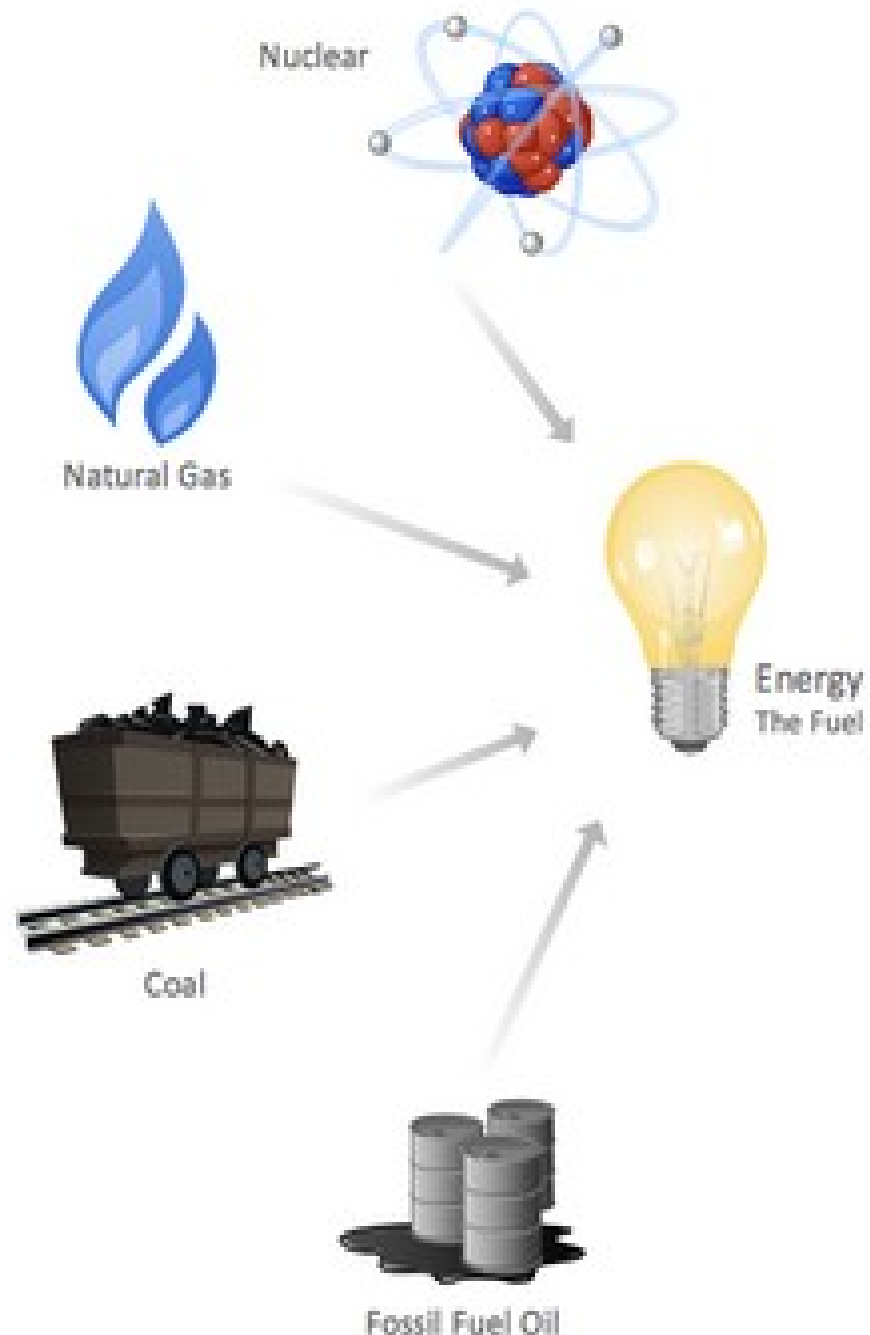 Nuclear
Natural Gas
Energy
The Fuel
Coal
Fossil Fuel Oil